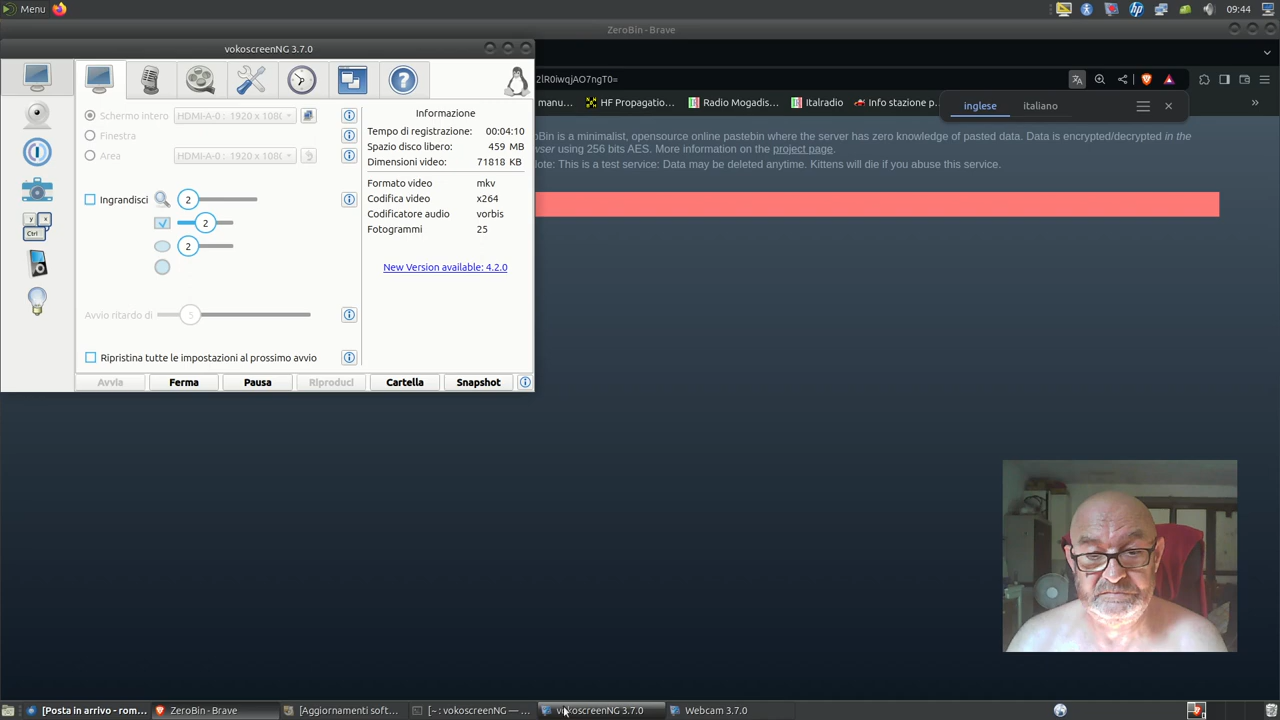 Menu
09:44
ZeroBin - Brave
vokoscreenNG 3.7.0
2lR0iwqjAO7ngT0=
manu...
HF Propagatio...
Radio Mogadis...
Italradio
Info stazione p...
»
inglese
italiano
Bin is a minimalist, opensource online pastebin where the server has zero knowledge of pasted data. Data is encrypted/decrypted in the
using 256 bits AES. More information on the project page.
This is a test service: Data may be deleted anytime. Kittens will die if you abuse this service.
Schermo intero
HDMI-A-0 : 1920 x 108
Finestra
Area
HDMI-A-0 : 1920 x 108
Ingrandisci
2
2
2
Avvio ritardo di
5
Ripristina tutte le impostazioni al prossimo avvio
Informazione
Tempo di registrazione: 00:04:10
Spazio disco libero: 459 MB
Dimensioni video: 71818 KB
Formato video mkv
Codifica video x264
Codificatore audio vorbis
Fotogrammi 25
New Version available: 4.2.0
Avvia
Ferma
Pausa
Riproduci
Cartella
Snapshot
y x
Ctrl
[Posta in arrivo - rom...
ZeroBin - Brave
[Aggiornamenti soft...
[~ : vokoscreenNG — ...
vokoscreenNG 3.7.0
Webcam 3.7.0